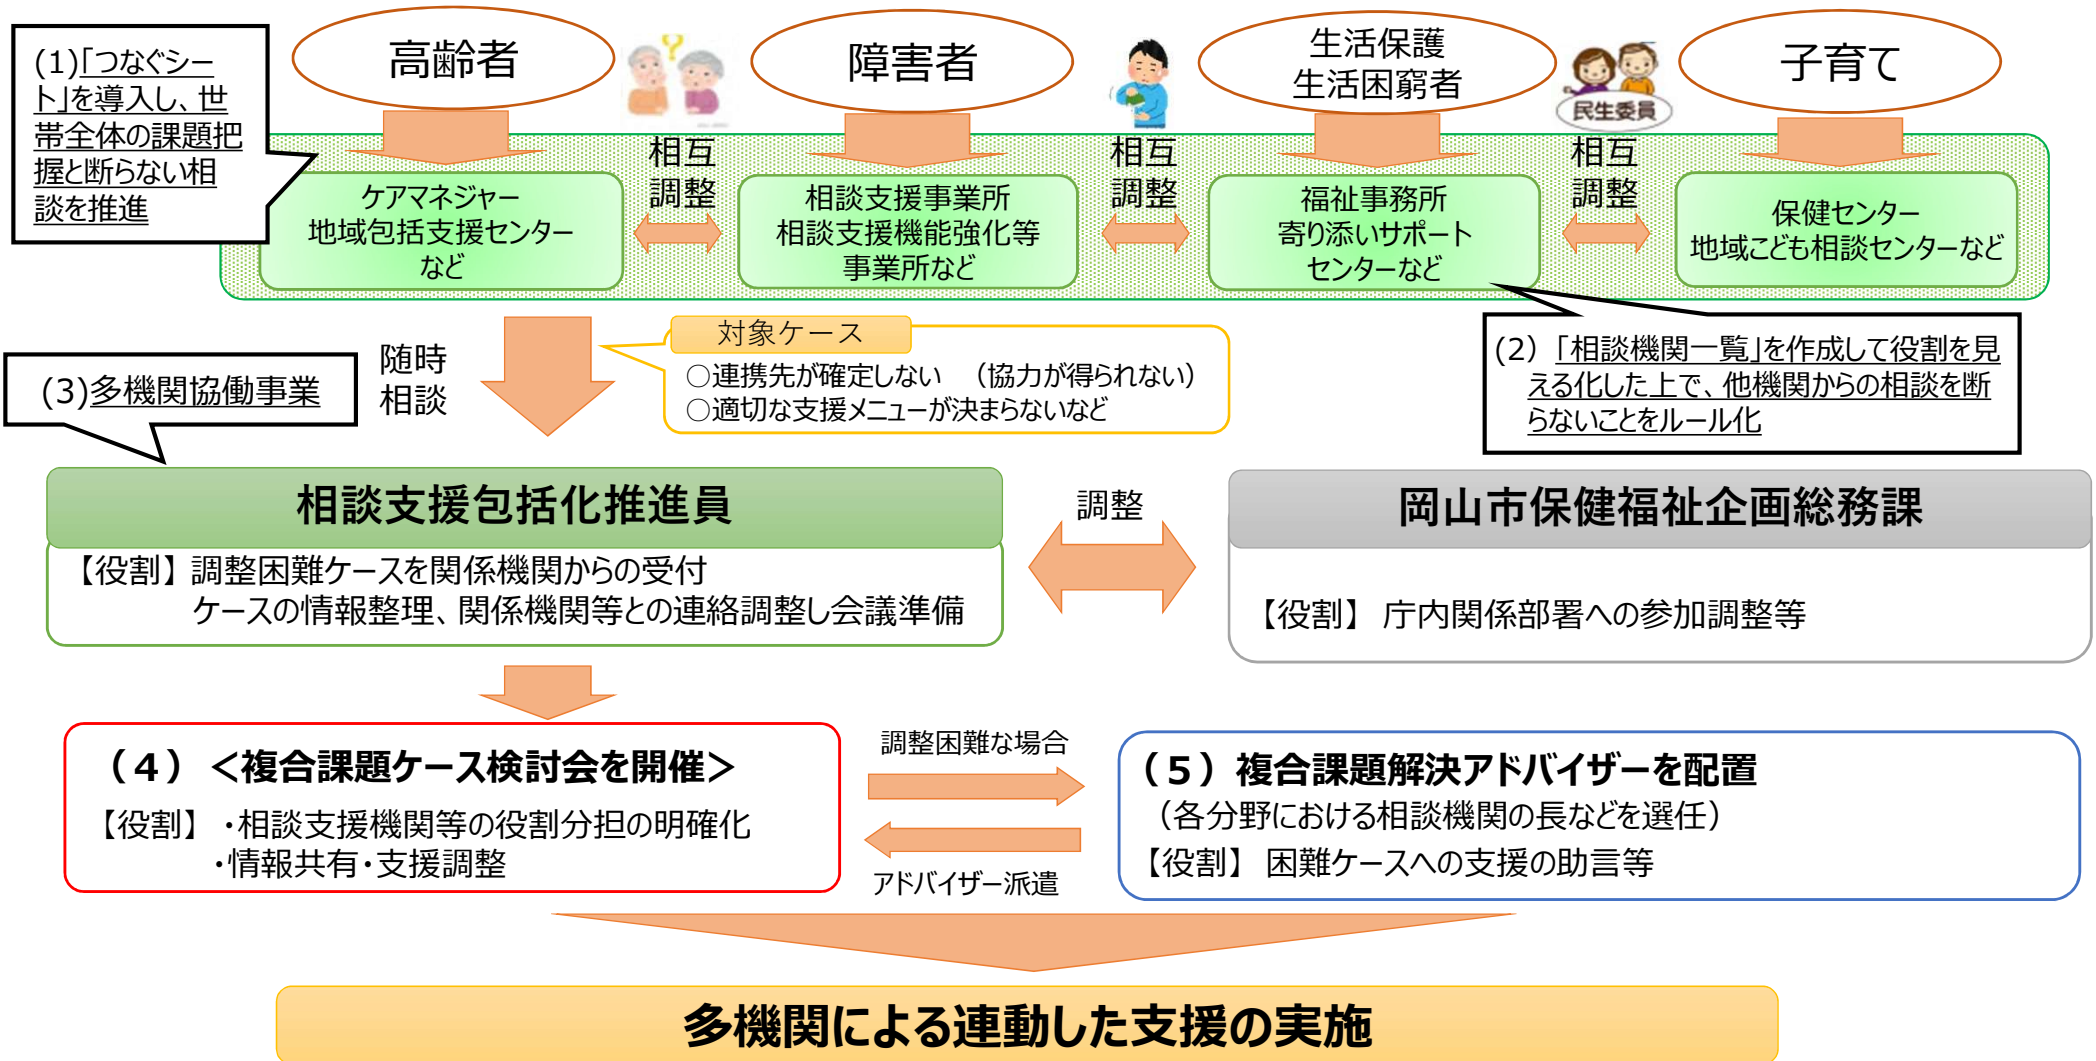 (1)「つなぐシー
ト」を導入し、世
帯全体の課題把
握と断らない相
談を推進
高齢者
障害者
生活保護
生活困窮者
民生委員
子育て
ケアマネジャー
地域包括支援センター
など
相互
調整
相談支援事業所
相談支援機能強化等
事業所など
相互
調整
福祉事務所
寄り添いサポート
センターなど
相互
調整
保健センター
地域こども相談センターなど
(2) 「相談機関一覧」を作成して役割を見
える化した上で、他機関からの相談を断
らないことをルール化
(3)多機関協働事業
随時
相談
対象ケース
○連携先が確定しない (協力が得られない)
○適切な支援メニューが決まらないなど
相談支援包括化推進員
【役割】調整困難ケースを関係機関からの受付
ケースの情報整理、関係機関等との連絡調整し会議準備
調整
岡山市保健福祉企画総務課
【役割】 庁内関係部署への参加調整等
(4) <複合課題ケース検討会を開催>
【役割】 ・相談支援機関等の役割分担の明確化
・情報共有・支援調整
調整困難な場合
アドバイザー派遣
(5)複合課題解決アドバイザーを配置
(各分野における相談機関の長などを選任)
【役割】 困難ケースへの支援の助言等
多機関による連動した支援の実施